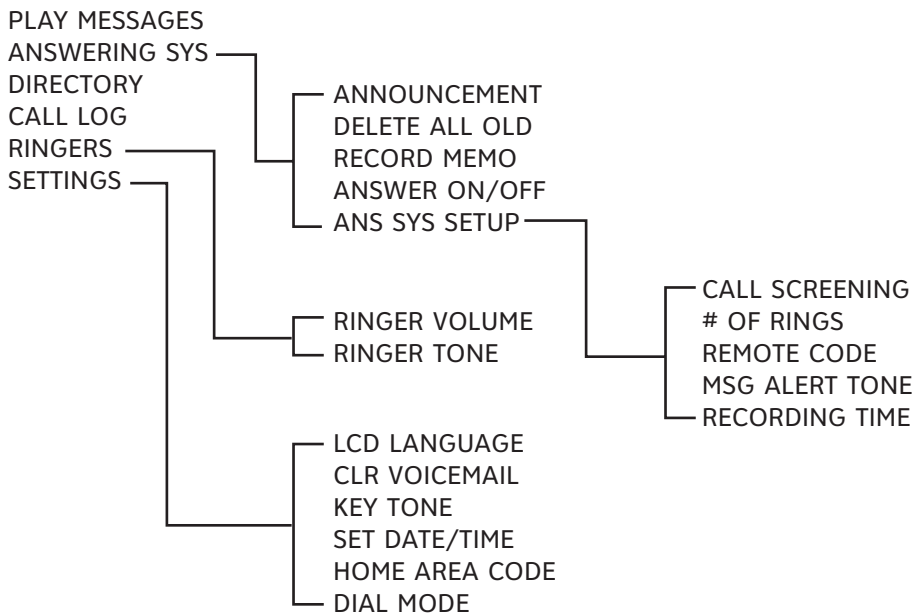 PLAY MESSAGES
ANSWERING SYS
DIRECTORY
CALL LOG
RINGERS
SETTINGS
ANNOUNCEMENT
DELETE ALL OLD
RECORD MEMO
ANSWER ON/OFF
ANS SYS SETUP
CALL SCREENING
# OF RINGS
REMOTE CODE
MSG ALERT TONE
RECORDING TIME
RINGER VOLUME
RINGER TONE
LCD LANGUAGE
CLR VOICEMAIL
KEY TONE
SET DATE/TIME
HOME AREA CODE
DIAL MODE